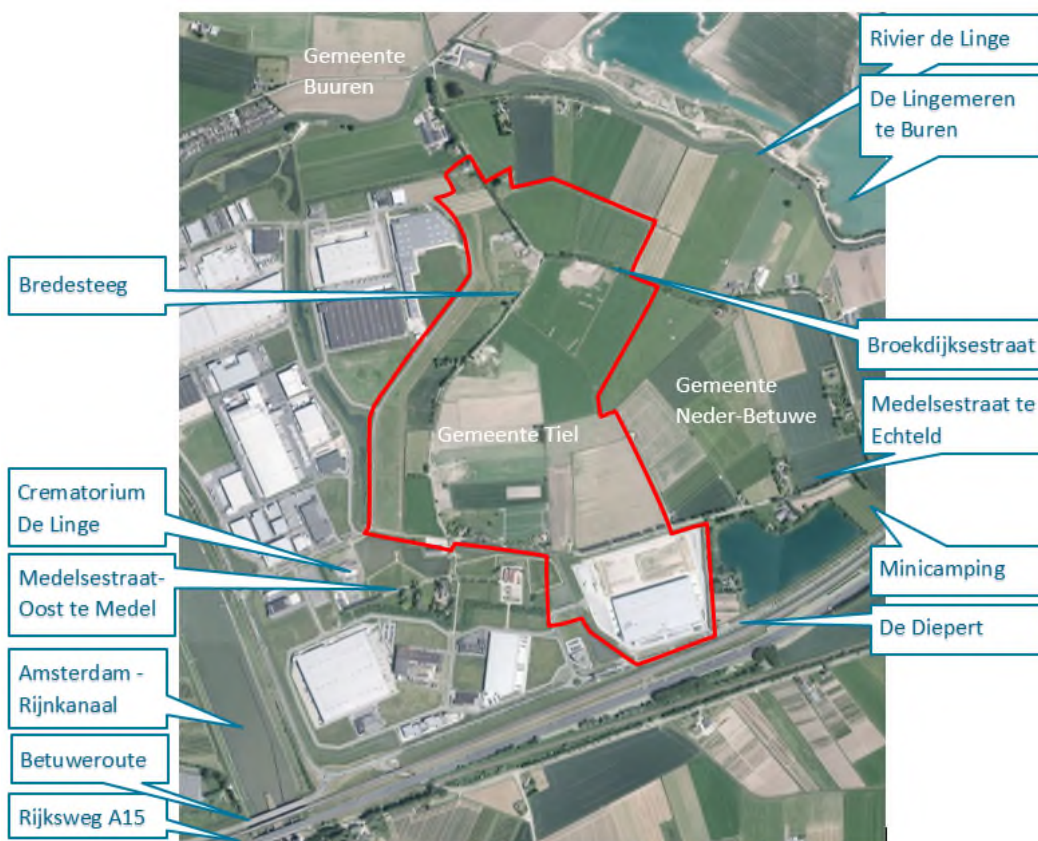 Gemeente
Buuren
Rivier de Linge
De Lingemeren
te Buren
Bredesteeg
Broekdijksestraat
Gemeente
Neder-Betuwe
Gemeente Tiel
Medelsestraat te
Echteld
Crematorium
De Linge
Medelsestraat-
Oost te Medel
Minicamping
De Diepert
Amsterdam -
Rijnkanaal
Betuweroute
Rijksweg A15